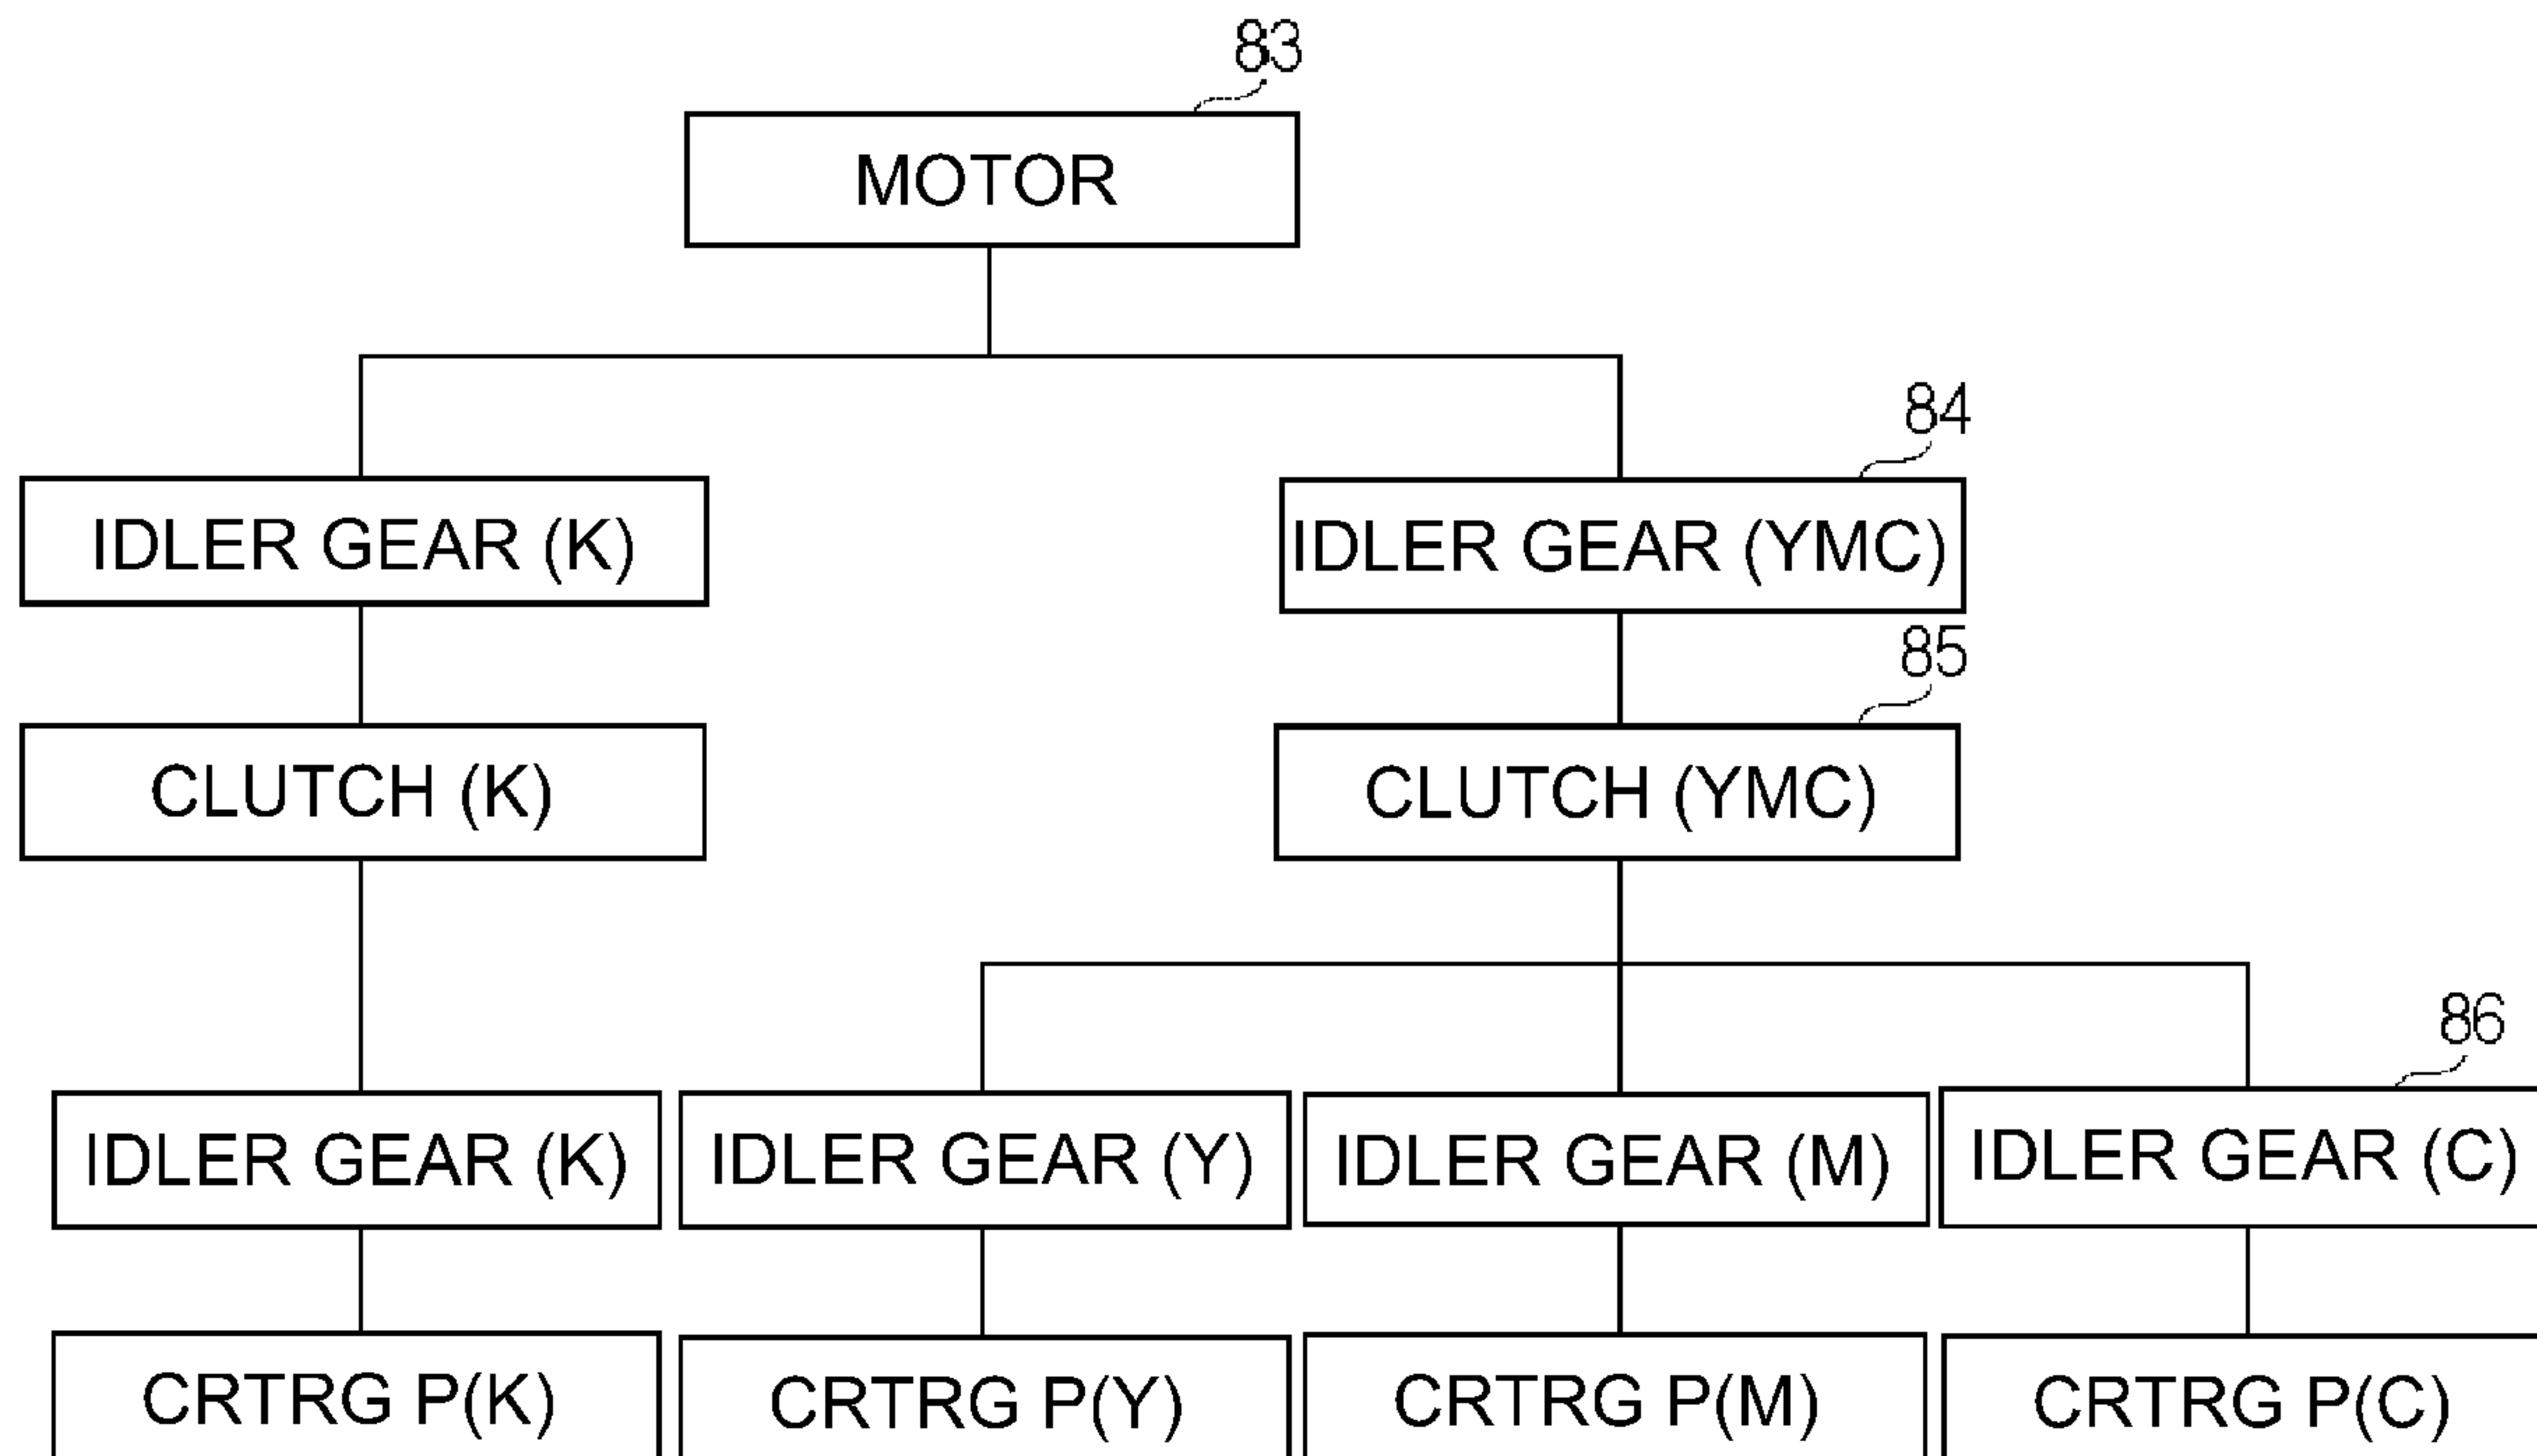 83
MOTOR
84
IDLER GEAR (K)
IDLER GEAR (YMC)
85
CLUTCH (K)
CLUTCH (YMC)
86
IDLER GEAR (K)
IDLER GEAR (Y)
IDLER GEAR (M)
IDLER GEAR (C)
CRTRG P(K)
CRTRG P(Y)
CRTRG P(M)
CRTRG P(C)